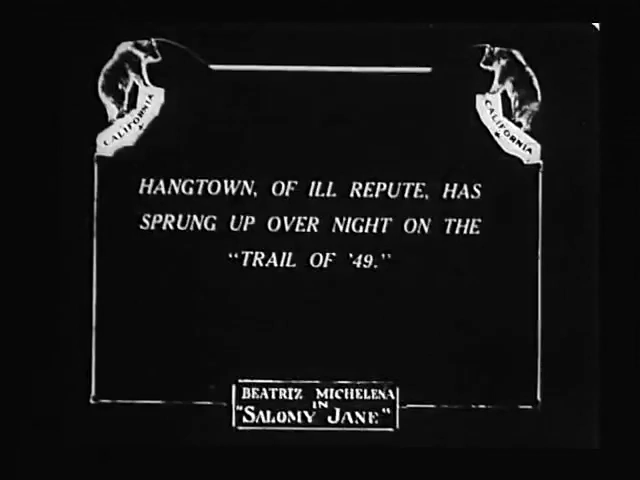 CALIFORNIA
CALIFORNIA
HANGTOWN, OF ILL REPUTE, HAS
SPRUNG UP OVER NIGHT ON THE
“TRAIL OF '49.”
BEATRIZ MICHELENA
IN
"SALOMY JANE"